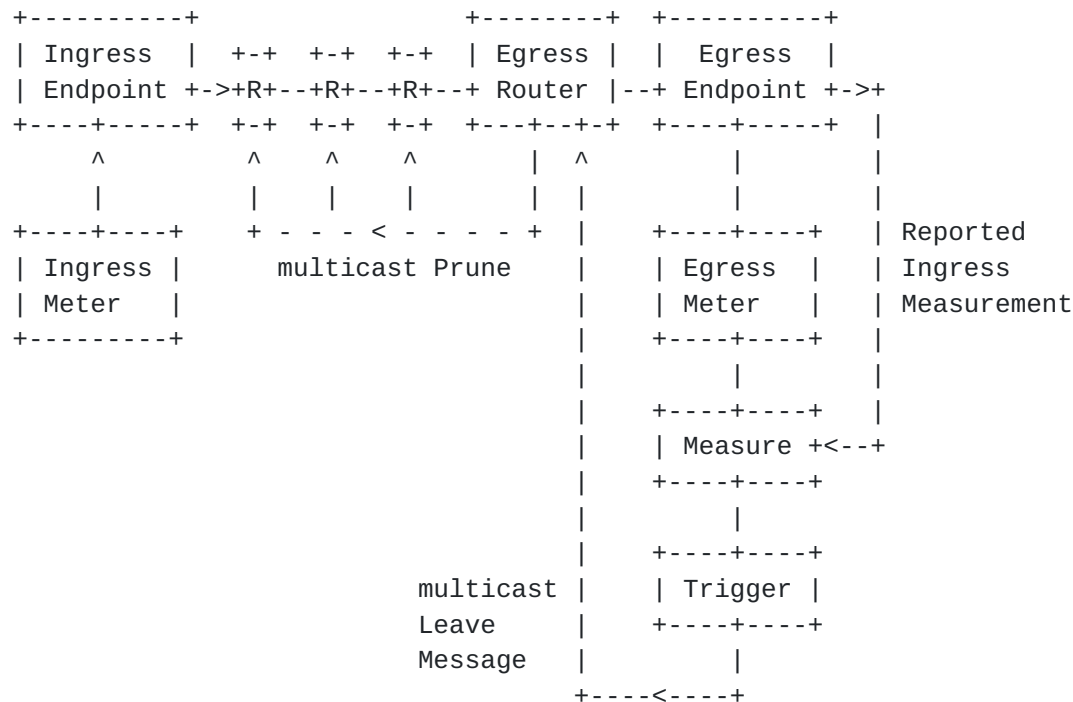 +----------+                 +--------+  +----------+
| Ingress  |  +-+  +-+  +-+  | Egress |  |  Egress  |
| Endpoint +->+R+--+R+--+R+--+ Router |--+ Endpoint +->+
+----+-----+  +-+  +-+  +-+  +---+--+-+  +----+-----+  |
     ^         ^    ^    ^       |  ^         |        |
     |         |    |    |       |  |         |        |
+----+----+    + - - - < - - - - +  |    +----+----+   | Reported
| Ingress |      multicast Prune    |    | Egress  |   | Ingress
| Meter   |                         |    | Meter   |   | Measurement
+---------+                         |    +----+----+   |
                                    |         |        |
                                    |    +----+----+   |
                                    |    | Measure +<--+
                                    |    +----+----+
                                    |         |
                                    |    +----+----+
                          multicast |    | Trigger |
                          Leave     |    +----+----+
                          Message   |         |
                                    +----<----+